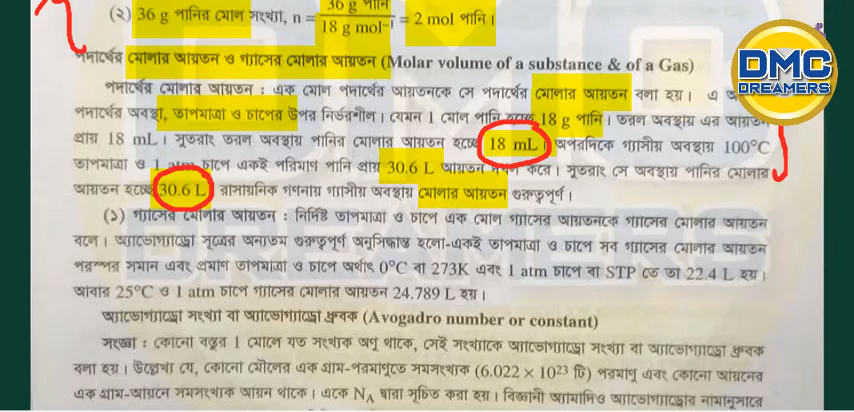 (২) 36 g পানির মোল সংখ্যা, n = 36 g পানি / 18 g mol⁻¹ = 2 mol পানি।
DMC
DREAMERS
পদার্থের মোলার আয়তন ও গ্যাসের মোলার আয়তন (Molar volume of a substance & of a Gas)
পদার্থের মোলার আয়তন : এক মোল পদার্থের আয়তনকে সে পদার্থের মোলার আয়তন বলা হয়। এ
পদার্থের অবস্থা, তাপমাত্রা ও চাপের উপর নির্ভরশীল। যেমন 1 মোল পানি হচ্ছে 18 g পানি। তরল অবস্থায় এর আয়তন
প্রায় 18 mL। সুতরাং তরল অবস্থায় পানির মোলার আয়তন হচ্ছে 18 mL। অপরদিকে গ্যাসীয় অবস্থায় 100°C
তাপমাত্রা ও 1 atm চাপে একই পরিমাণ পানি প্রায় 30.6 L আয়তন দখল করে। সুতরাং সে অবস্থায় পানির মোলার
আয়তন হচ্ছে 30.6 L রাসায়নিক গণনায় গ্যাসীয় অবস্থায় মোলার আয়তন গুরুত্বপূর্ণ।
(১) গ্যাসের মোলার আয়তন : নির্দিষ্ট তাপমাত্রা ও চাপে এক মোল গ্যাসের আয়তনকে গ্যাসের মোলার আয়তন
বলে। অ্যাভোগ্যাড্রো সূত্রের অন্যতম গুরুত্বপূর্ণ অনুসিদ্ধান্ত হলো-একই তাপমাত্রা ও চাপে সব গ্যাসের মোলার আয়তন
পরস্পর সমান এবং প্রমাণ তাপমাত্রা ও চাপে অর্থাৎ 0°C বা 273K এবং 1 atm চাপে বা STP তে তা 22.4 L হয়।
আবার 25°C ও 1 atm চাপে গ্যাসের মোলার আয়তন 24.789 L হয়।
অ্যাভোগ্যাড্রো সংখ্যা বা অ্যাভোগ্যাড্রো ধ্রুবক (Avogadro number or constant)
সংজ্ঞা : কোনো বস্তুর 1 মোলে যত সংখ্যক অণু থাকে, সেই সংখ্যাকে অ্যাভোগ্যাড্রো সংখ্যা বা অ্যাভোগ্যাড্রো ধ্রুবক
বলা হয়। উল্লেখ্য যে, কোনো মৌলের এক গ্রাম-পরমাণুতে সমসংখ্যক (6.022 × 10²³ টি) পরমাণু এবং কোনো আয়নের
এক গ্রাম-আয়নে সমসংখ্যক আয়ন থাকে। একে N_A দ্বারা সূচিত করা হয়। বিজ্ঞানী অ্যামাদিও অ্যাভোগ্যাড্রোর নামানুসারে